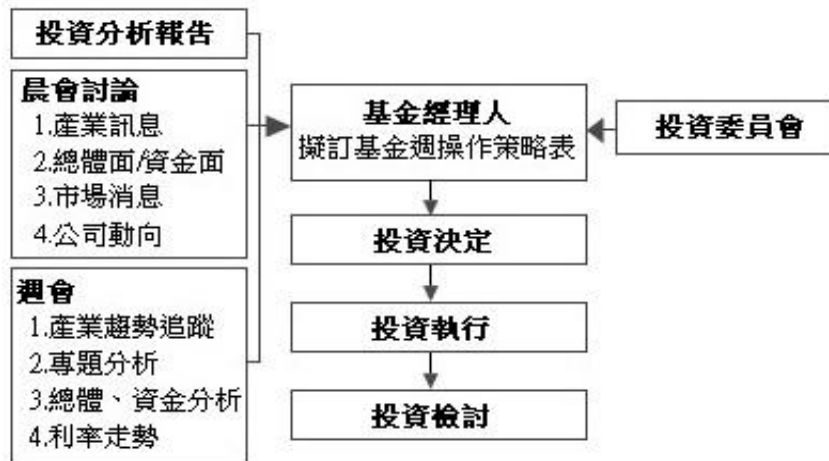 投資分析報告
晨會討論
1.產業訊息
2.總體面/資金面
3.市場消息
4.公司動向
週會
1.產業趨勢追蹤
2.專題分析
3.總體、資金分析
4.利率走勢
基金經理人
擬訂基金週操作策略表
投資委員會
投資決定
投資執行
投資檢討